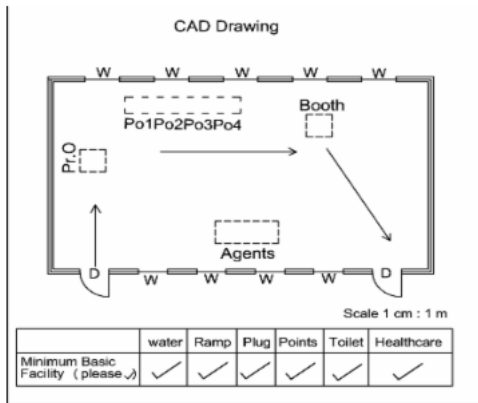 CAD Drawing
W W W W W
Po1Po2Po3Po4
Booth
Pr.O
Agents
D W W W W D
Scale 1 cm : 1 m
water Ramp Plug Points Toilet Healthcare
Minimum Basic
Facility ( please ✓) ✓ ✓ ✓ ✓ ✓ ✓